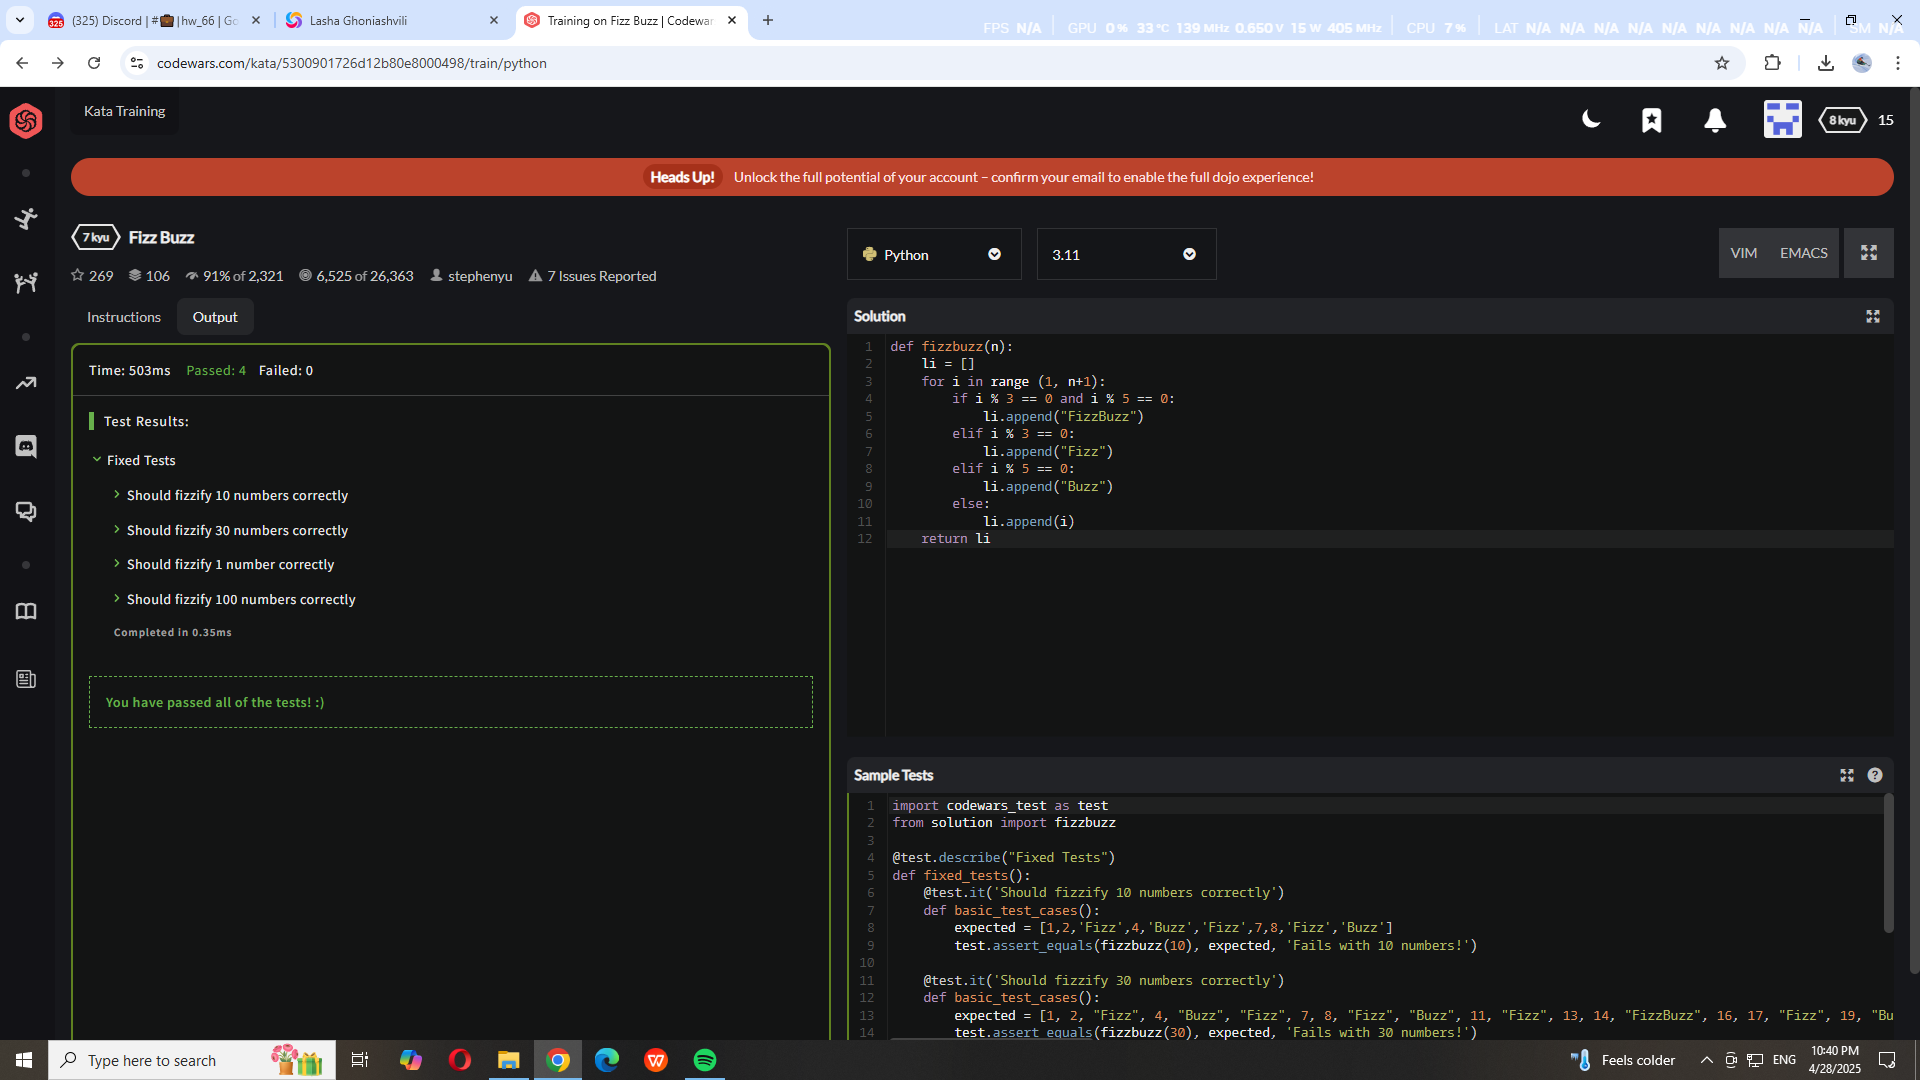 (325) Discord | #💼|hw_66 | Go
Lasha Ghoniashvili
Training on Fizz Buzz | Codewar
FPS N/A GPU 0 % 33 °C 139 MHz 0.650 V 15 W 405 MHz CPU 7 % LAT N/A N/A N/A N/A N/A N/A N/A N/A N/A SM N/A
codewars.com/kata/5300901726d12b80e8000498/train/python
Kata Training
8 kyu 15
Heads Up! Unlock the full potential of your account – confirm your email to enable the full dojo experience!
7 kyu Fizz Buzz
269 106 91% of 2,321 6,525 of 26,363 stephenyu 7 Issues Reported
Instructions Output
Time: 503ms Passed: 4 Failed: 0
Test Results:
Fixed Tests
Should fizzify 10 numbers correctly
Should fizzify 30 numbers correctly
Should fizzify 1 number correctly
Should fizzify 100 numbers correctly
Completed in 0.35ms
You have passed all of the tests! :)
Python 3.11 VIM EMACS
Solution
1 def fizzbuzz(n):
2 li = []
3 for i in range (1, n+1):
4 if i % 3 == 0 and i % 5 == 0:
5 li.append("FizzBuzz")
6 elif i % 3 == 0:
7 li.append("Fizz")
8 elif i % 5 == 0:
9 li.append("Buzz")
10 else:
11 li.append(i)
12 return li
Sample Tests
1 import codewars_test as test
2 from solution import fizzbuzz
3
4 @test.describe("Fixed Tests")
5 def fixed_tests():
6 @test.it('Should fizzify 10 numbers correctly')
7 def basic_test_cases():
8 expected = [1,2,'Fizz',4,'Buzz','Fizz',7,8,'Fizz','Buzz']
9 test.assert_equals(fizzbuzz(10), expected, 'Fails with 10 numbers!')
10
11 @test.it('Should fizzify 30 numbers correctly')
12 def basic_test_cases():
13 expected = [1, 2, "Fizz", 4, "Buzz", "Fizz", 7, 8, "Fizz", "Buzz", 11, "Fizz", 13, 14, "FizzBuzz", 16, 17, "Fizz", 19, "Bu
14 test.assert_equals(fizzbuzz(30), expected, 'Fails with 30 numbers!')
Type here to search
Feels colder
ENG
10:40 PM
4/28/2025